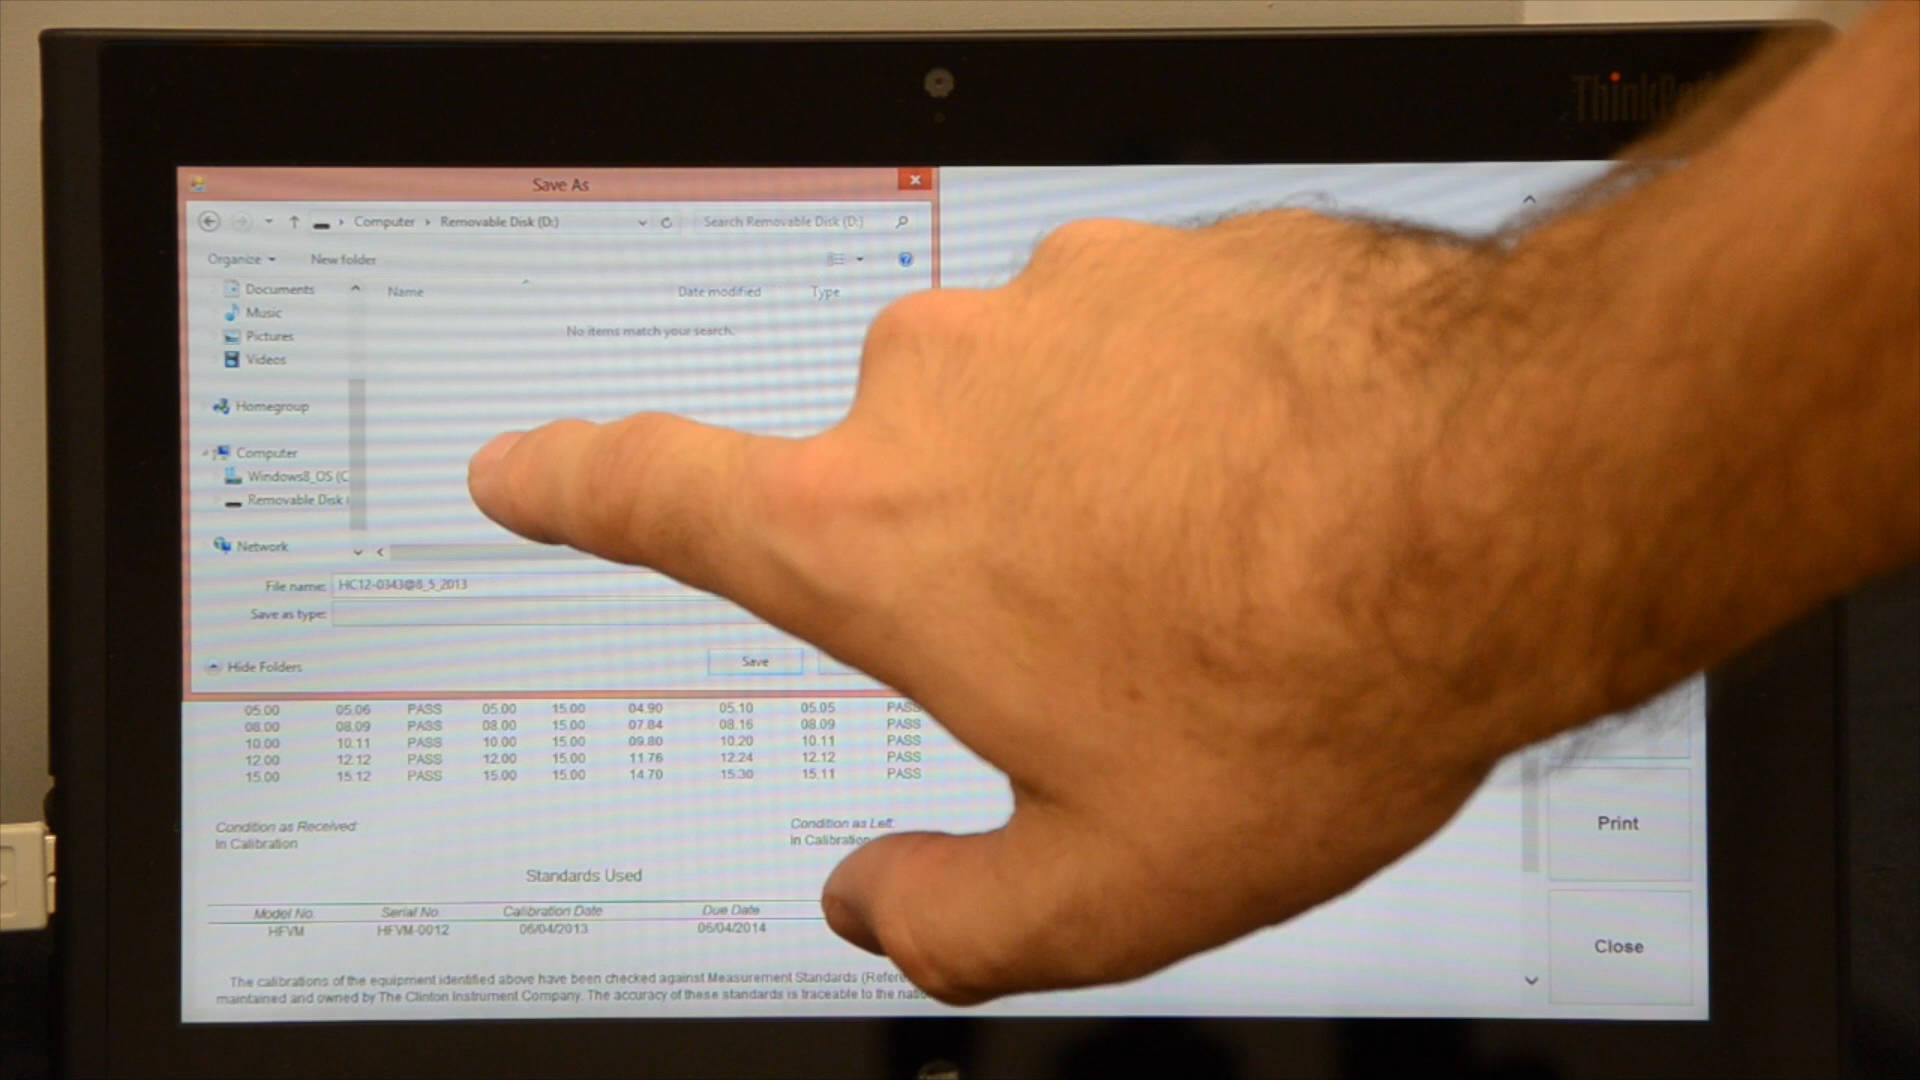 ThinkPad
Save As
Computer Removable Disk (D:) Search Removable Disk (D:)
Organize New folder
Documents Name Date modified Type
Music
No items match your search.
Pictures
Videos
Homegroup
Computer
Windows8_OS (C
Removable Disk (
Network
File name: HC12-0343@8_5_2013
Save as type:
Save
Hide Folders
05.00 05.06 PASS 05.00 15.00 04.90 05.10 05.05 PASS
08.00 08.09 PASS 08.00 15.00 07.84 08.16 08.09 PASS
10.00 10.11 PASS 10.00 15.00 09.80 10.20 10.11 PASS
12.00 12.12 PASS 12.00 15.00 11.76 12.24 12.12 PASS
15.00 15.12 PASS 15.00 15.00 14.70 15.30 15.11 PASS
Print
Condition as Received: Condition as Left:
In Calibration In Calibration
Standards Used
Model No. Serial No. Calibration Date Due Date
HFVM HFVM-0012 06/04/2013 06/04/2014
Close
The calibrations of the equipment identified above have been checked against Measurement Standards (Refere
maintained and owned by The Clinton Instrument Company. The accuracy of these standards is traceable to the natio